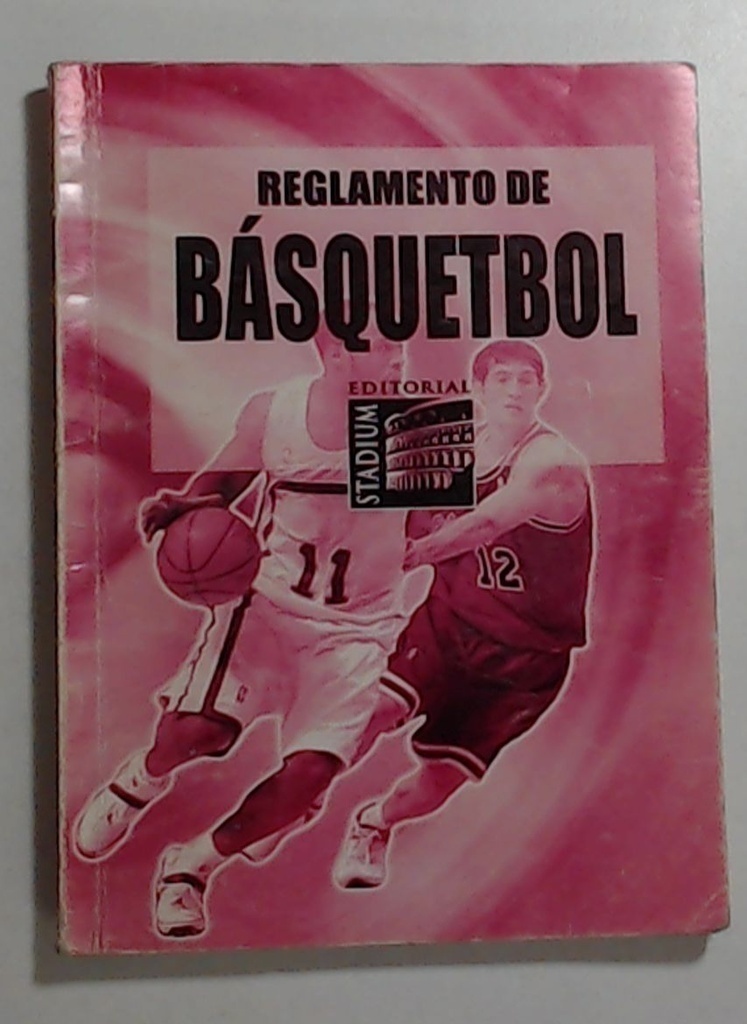 REGLAMENTO DE
BÁSQUETBOL
EDITORIAL
STADIUM
11
12